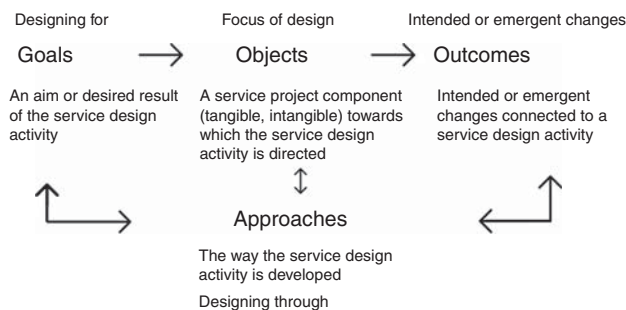 Designing for
Focus of design
Intended or emergent changes
Goals
Objects
Outcomes
An aim or desired result
of the service design
activity
A service project component
(tangible, intangible) towards
which the service design
activity is directed
Intended or emergent
changes connected to a
service design activity
Approaches
The way the service design
activity is developed
Designing through